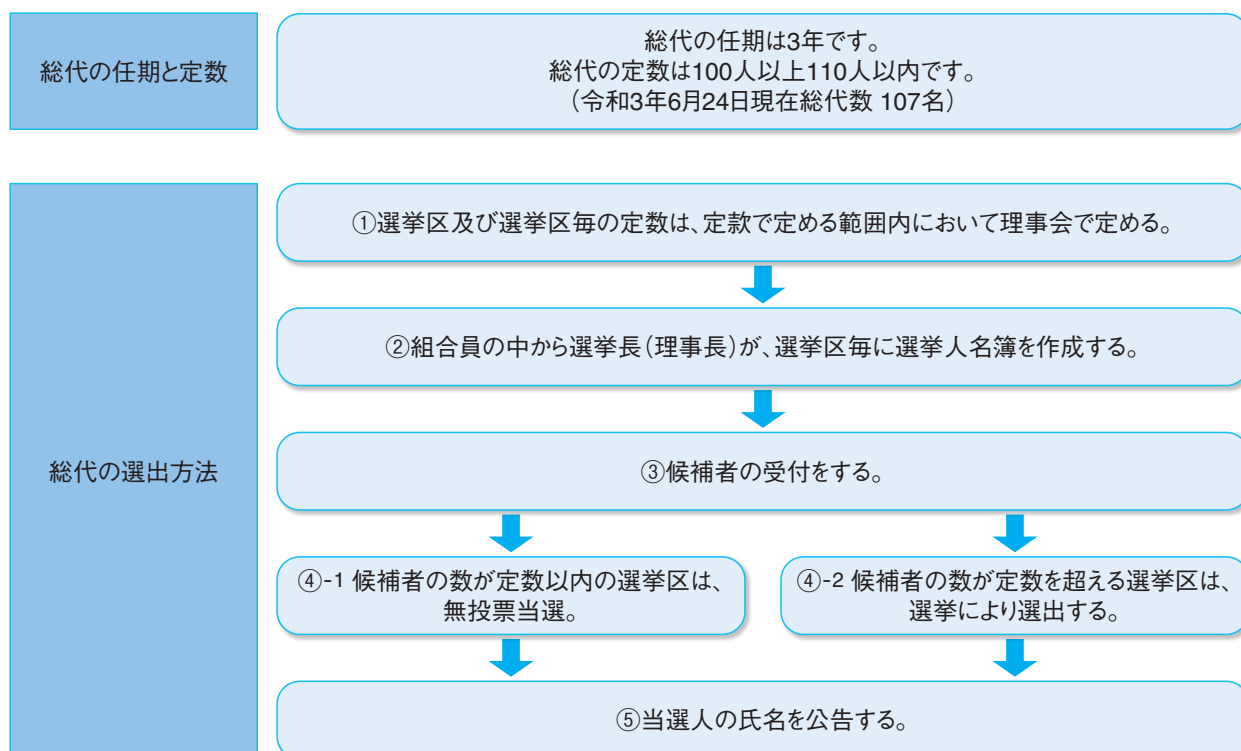 総代の任期と定数
総代の任期は3年です。
総代の定数は100人以上110人以内です。
（令和3年6月24日現在総代数 107名）
総代の選出方法
①選挙区及び選挙区毎の定数は、定款で定める範囲内において理事会で定める。
②組合員の中から選挙長（理事長）が、選挙区毎に選挙人名簿を作成する。
③候補者の受付をする。
④-1 候補者の数が定数以内の選挙区は、
無投票当選。
④-2 候補者の数が定数を超える選挙区は、
選挙により選出する。
⑤当選人の氏名を公告する。